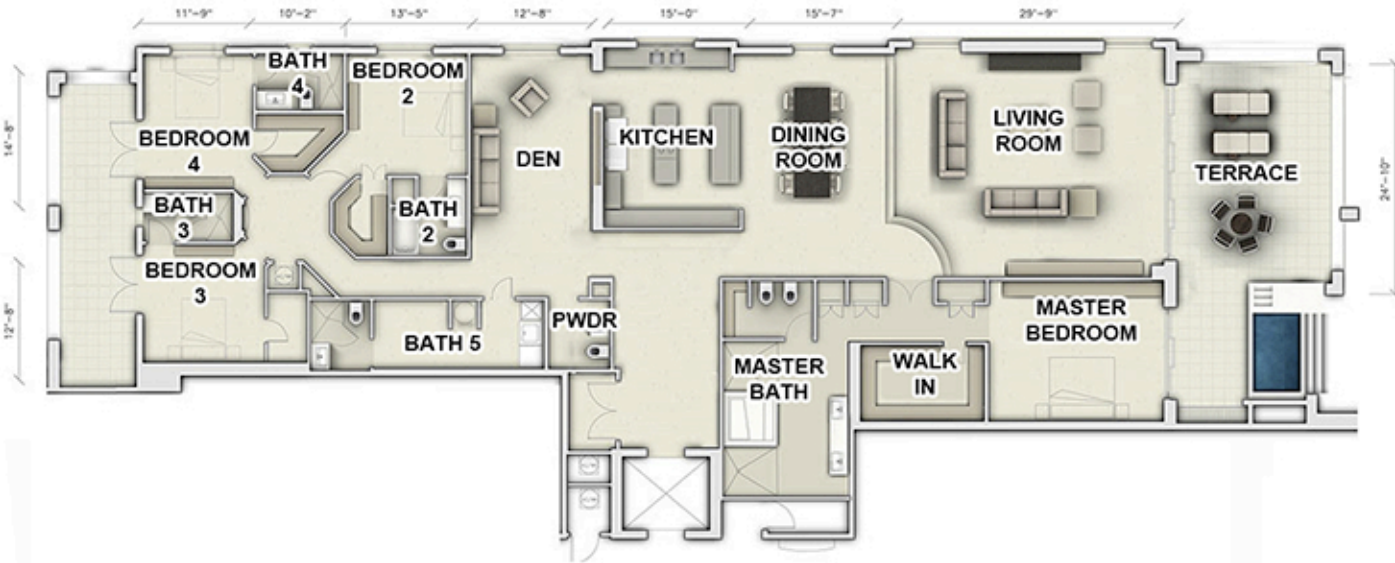 11'-9"
10'-2"
13'-5"
12'-8"
15'-0"
15'-7"
29'-9"
14'-8"
12'-8"
24'-10"
BATH
4
BEDROOM
2
BEDROOM
4
DEN
KITCHEN
DINING
ROOM
LIVING
ROOM
TERRACE
BATH
3
BATH
2
BEDROOM
3
BATH 5
PWDR
MASTER
BATH
WALK
IN
MASTER
BEDROOM